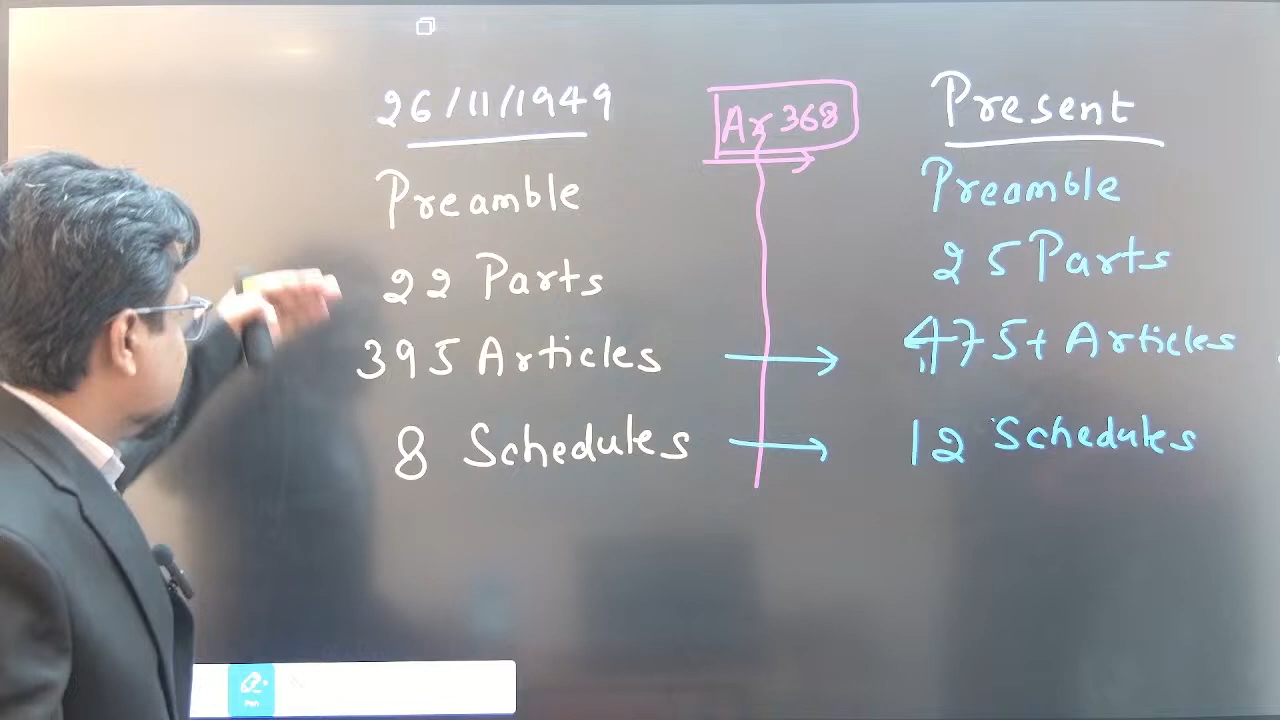 26/11/1949
Preamble
22 Parts
395 Articles
8 Schedules
Ar 368
Present
Preamble
25 Parts
475+ Articles
12 Schedules
Pen